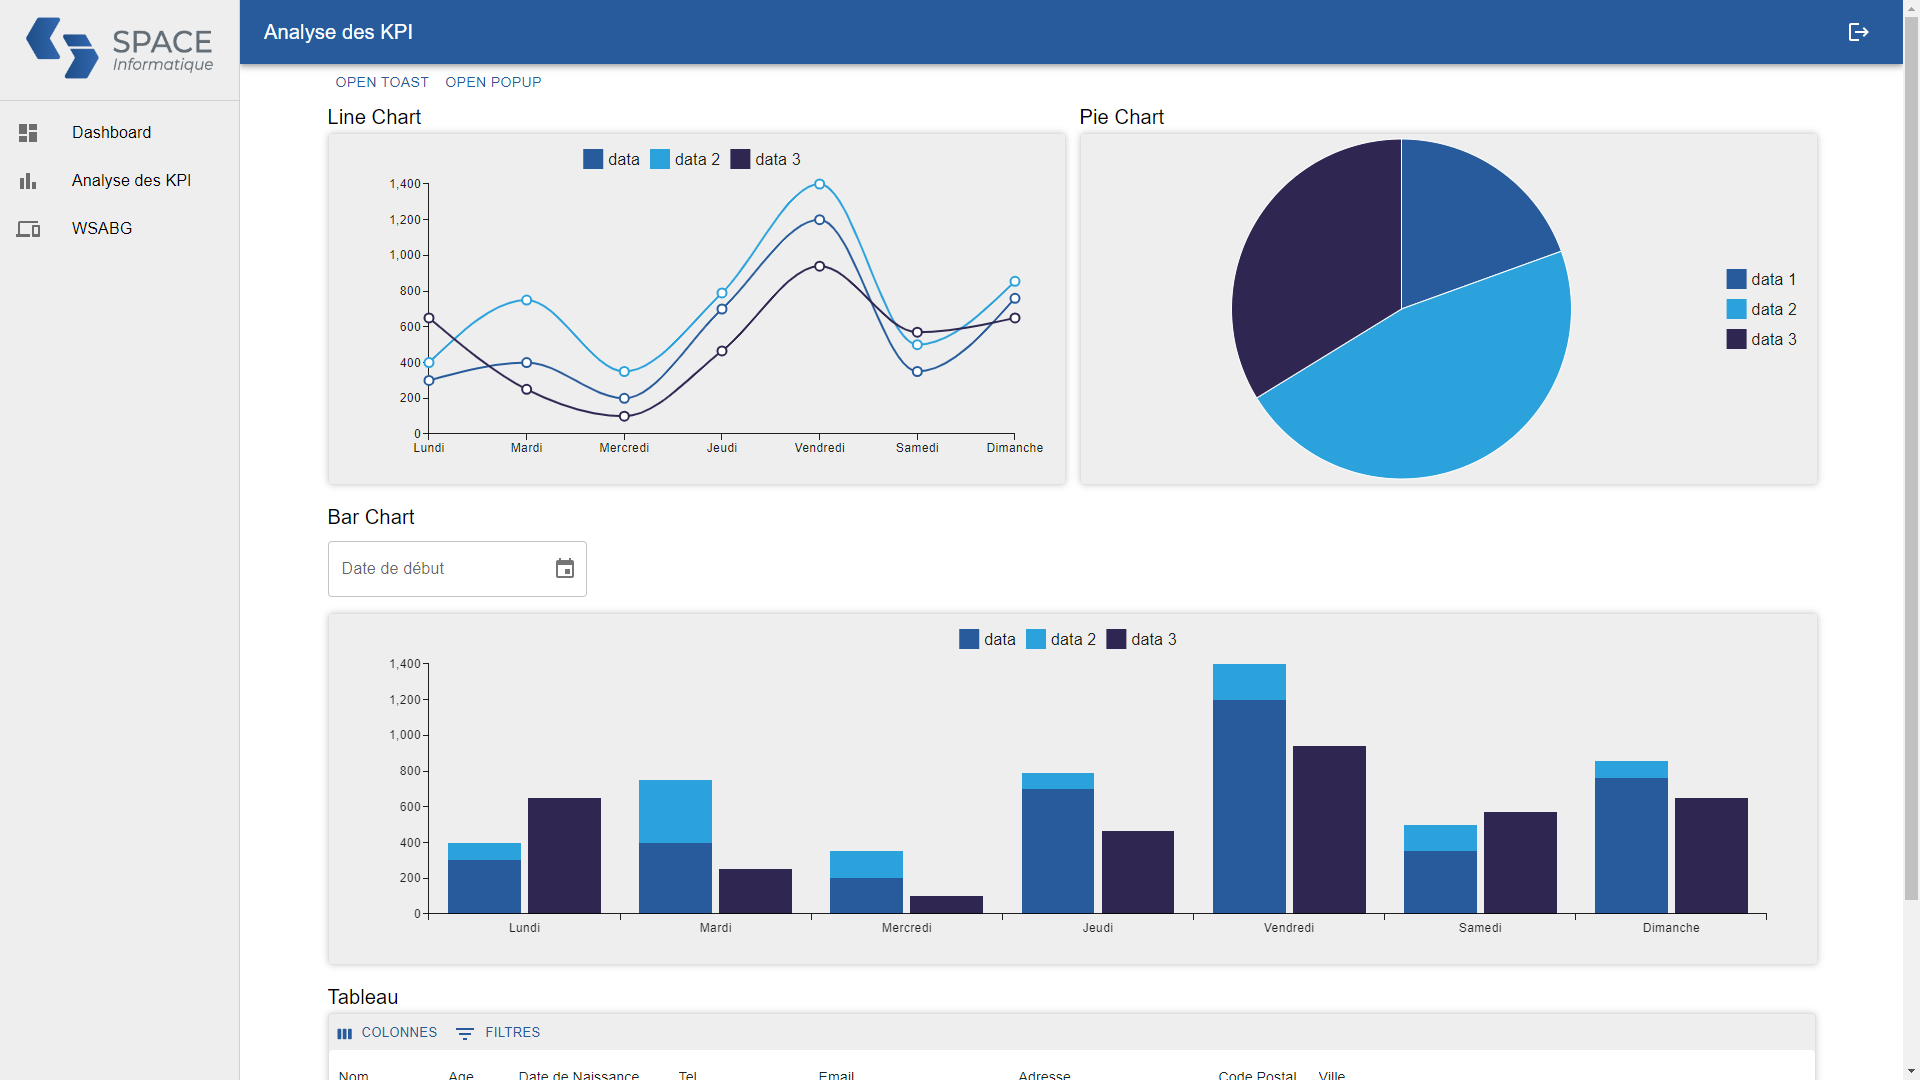 SPACE
Informatique
Dashboard
Analyse des KPI
WSABG
Analyse des KPI
OPEN TOAST OPEN POPUP
Line Chart
data data 2 data 3
1,400
1,200
1,000
800
600
400
200
0
Lundi Mardi Mercredi Jeudi Vendredi Samedi Dimanche
Pie Chart
data 1
data 2
data 3
Bar Chart
Date de début
data data 2 data 3
1,400
1,200
1,000
800
600
400
200
0
Lundi Mardi Mercredi Jeudi Vendredi Samedi Dimanche
Tableau
COLONNES FILTRES
Nom Age Date de Naissance Tel Email Adresse Code Postal Ville